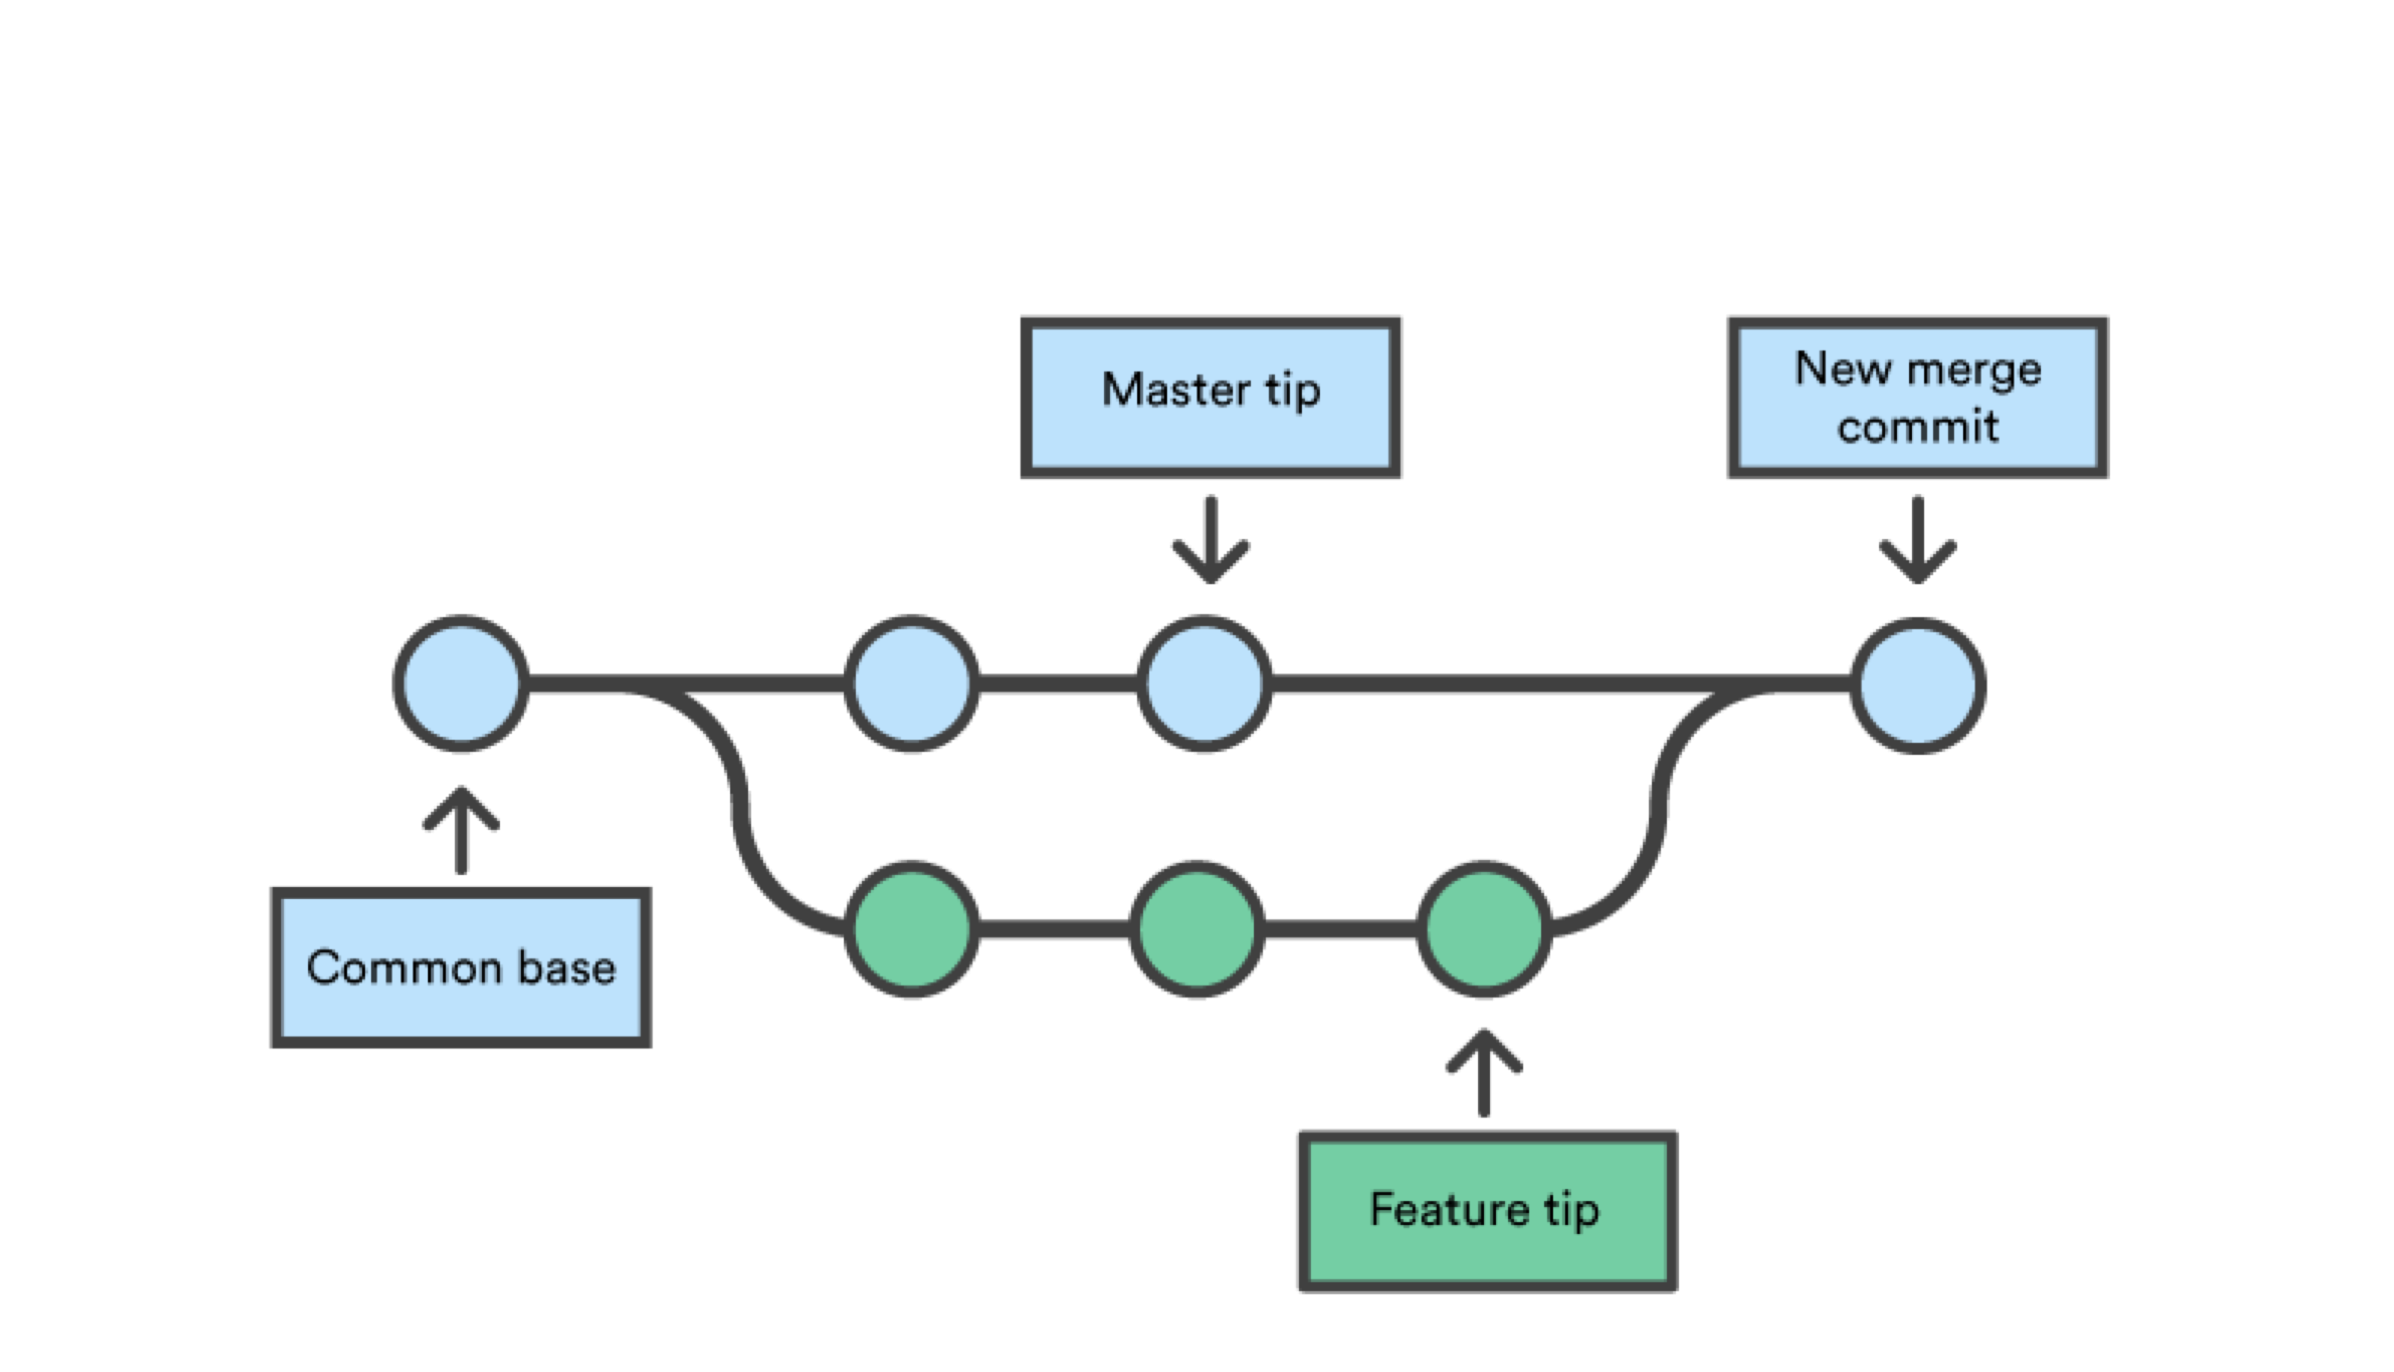 Master tip
New merge
commit
Common base
Feature tip